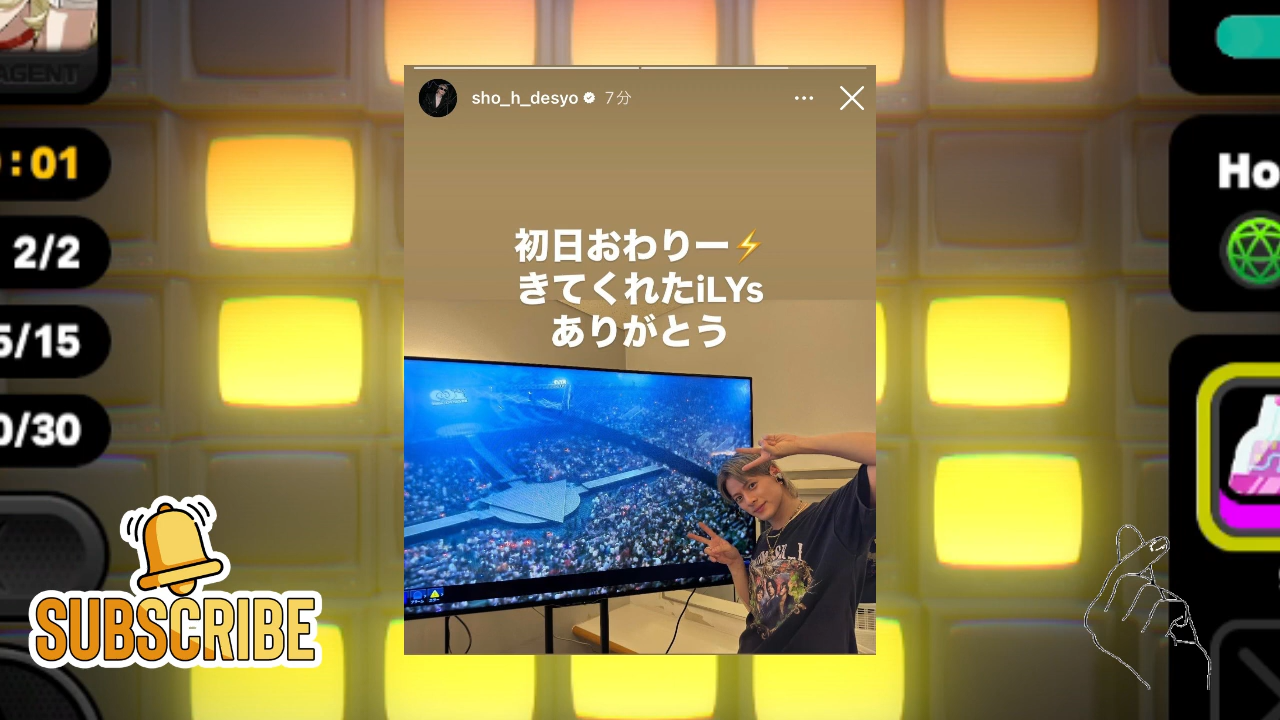 AGENT
:01
2/2
5/15
0/30
SUBSCRIBE
sho_h_desyo 7分
初日おわりー⚡
きてくれたiLYs
ありがとう
Ho